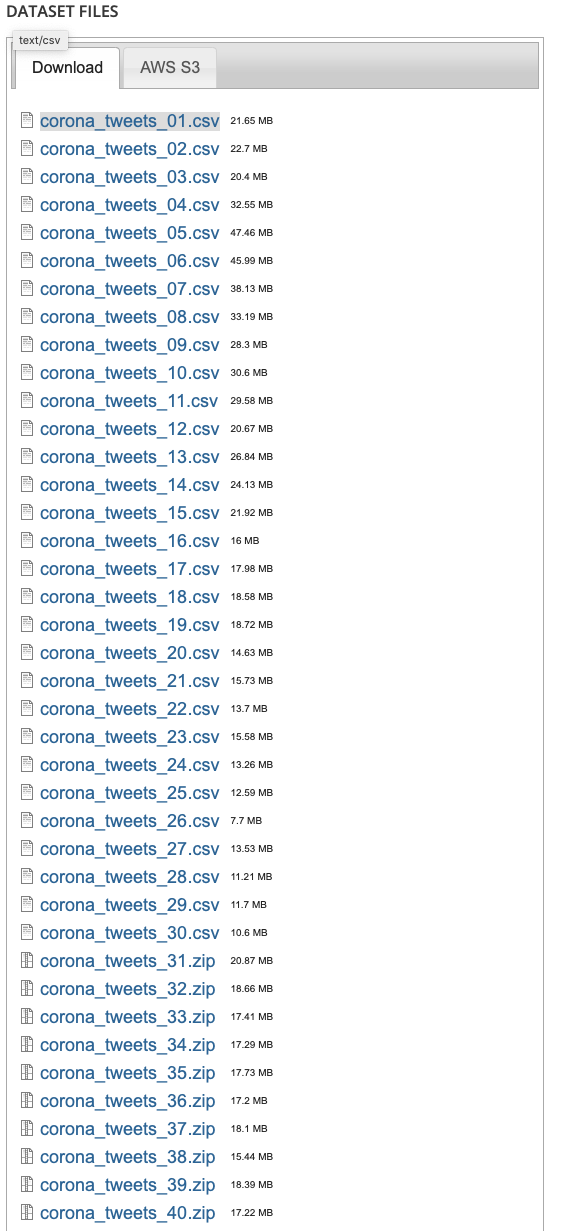 DATASET FILES
text/csv
Download AWS S3
corona_tweets_01.csv 21.65 MB
corona_tweets_02.csv 22.7 MB
corona_tweets_03.csv 20.4 MB
corona_tweets_04.csv 32.55 MB
corona_tweets_05.csv 47.46 MB
corona_tweets_06.csv 45.99 MB
corona_tweets_07.csv 38.13 MB
corona_tweets_08.csv 33.19 MB
corona_tweets_09.csv 28.3 MB
corona_tweets_10.csv 30.6 MB
corona_tweets_11.csv 29.58 MB
corona_tweets_12.csv 20.67 MB
corona_tweets_13.csv 26.84 MB
corona_tweets_14.csv 24.13 MB
corona_tweets_15.csv 21.92 MB
corona_tweets_16.csv 16 MB
corona_tweets_17.csv 17.98 MB
corona_tweets_18.csv 18.58 MB
corona_tweets_19.csv 18.72 MB
corona_tweets_20.csv 14.63 MB
corona_tweets_21.csv 15.73 MB
corona_tweets_22.csv 13.7 MB
corona_tweets_23.csv 15.58 MB
corona_tweets_24.csv 13.26 MB
corona_tweets_25.csv 12.59 MB
corona_tweets_26.csv 7.7 MB
corona_tweets_27.csv 13.53 MB
corona_tweets_28.csv 11.21 MB
corona_tweets_29.csv 11.7 MB
corona_tweets_30.csv 10.6 MB
corona_tweets_31.zip 20.87 MB
corona_tweets_32.zip 18.66 MB
corona_tweets_33.zip 17.41 MB
corona_tweets_34.zip 17.29 MB
corona_tweets_35.zip 17.73 MB
corona_tweets_36.zip 17.2 MB
corona_tweets_37.zip 18.1 MB
corona_tweets_38.zip 15.44 MB
corona_tweets_39.zip 18.39 MB
corona_tweets_40.zip 17.22 MB